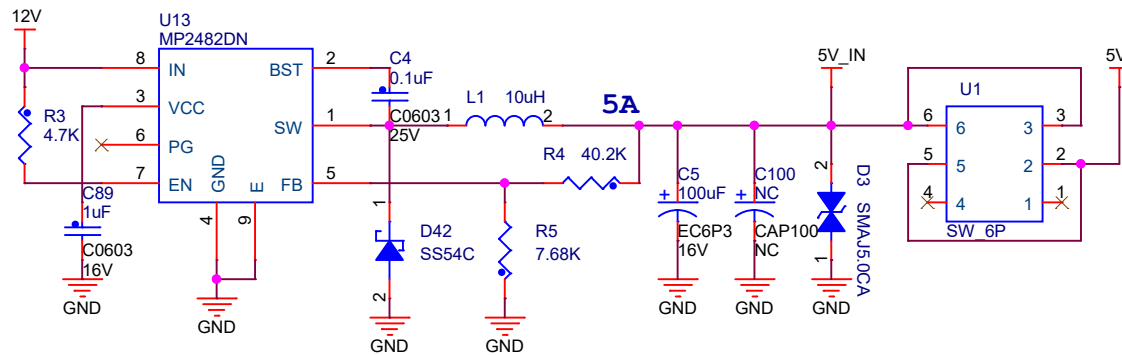 12V
U13
MP2482DN
8
IN
BST
2
C4
0.1uF
C0603
25V
3
VCC
SW
1
1
L1
10uH
2
5A
6
PG
R3
4.7K
7
EN
GND
E
FB
5
R4
40.2K
4
9
C89
1uF
C0603
16V
GND
GND
1
D42
SS54C
2
GND
R5
7.68K
GND
C5
100uF
EC6P3
16V
GND
C100
NC
CAP100
NC
GND
5V_IN
2
D3
SMAJ5.0CA
1
GND
U1
6
6
3
3
5
5
2
2
4
4
1
1
SW_6P
5V